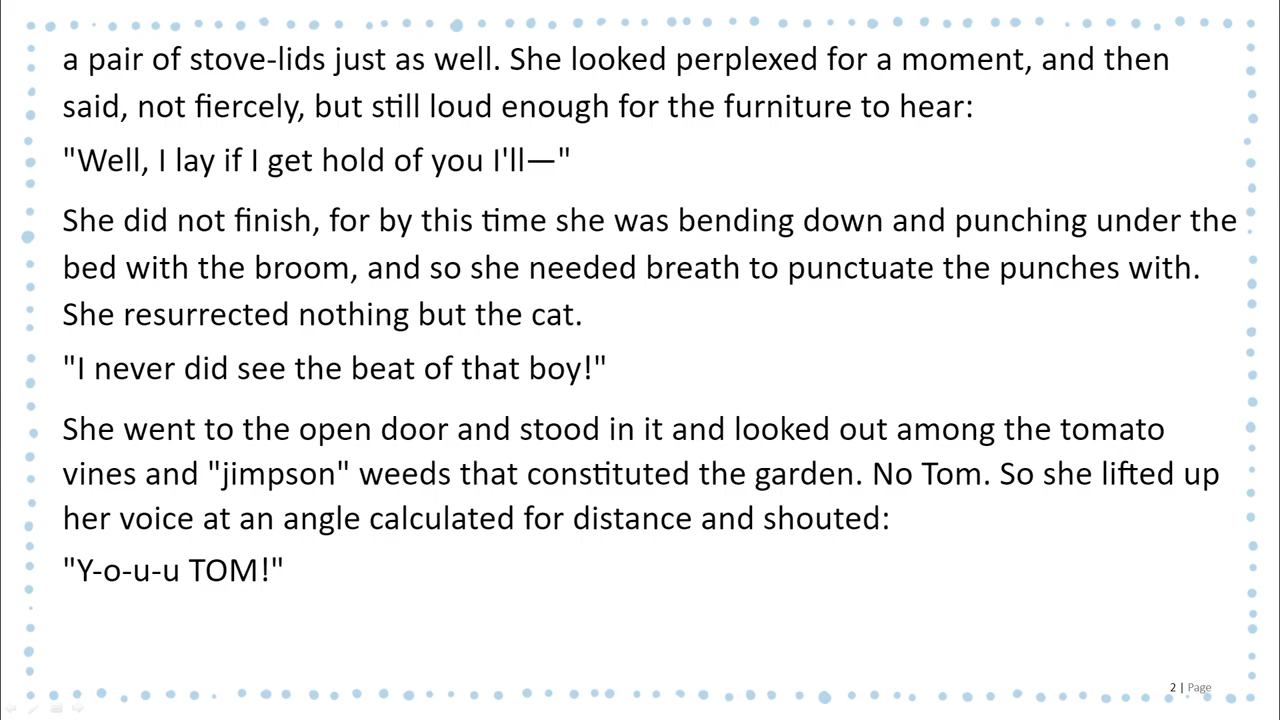 a pair of stove-lids just as well. She looked perplexed for a moment, and then
said, not fiercely, but still loud enough for the furniture to hear:
"Well, I lay if I get hold of you I'll—"
She did not finish, for by this time she was bending down and punching under the
bed with the broom, and so she needed breath to punctuate the punches with.
She resurrected nothing but the cat.
"I never did see the beat of that boy!"
She went to the open door and stood in it and looked out among the tomato
vines and "jimpson" weeds that constituted the garden. No Tom. So she lifted up
her voice at an angle calculated for distance and shouted:
"Y-o-u-u TOM!"
2 | Page